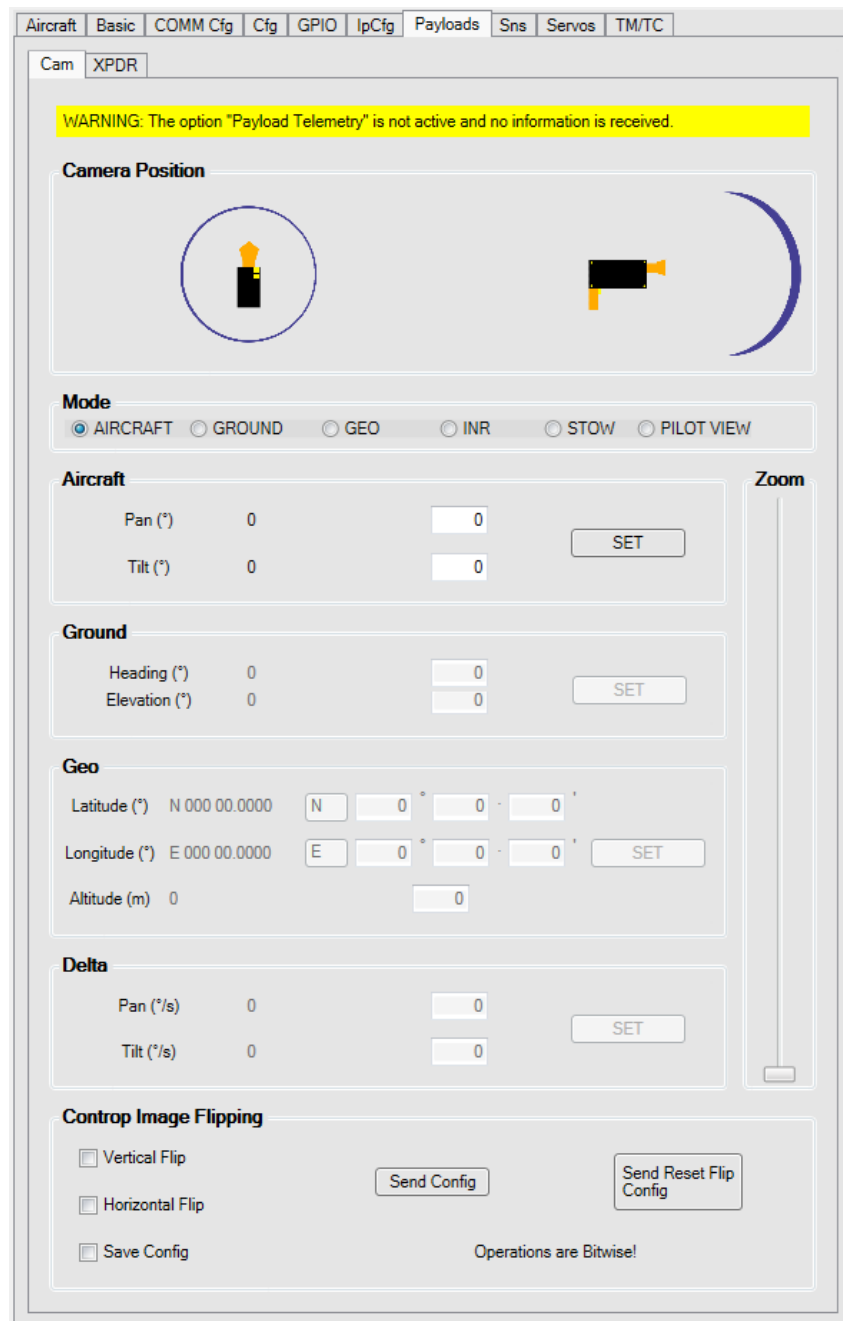 Aircraft Basic COMM Cfg Cfg GPIO IpCfg Payloads Sns Servos TM/TC
Cam XPDR
WARNING: The option "Payload Telemetry" is not active and no information is received.
Camera Position
Mode
AIRCRAFT GROUND GEO INR STOW PILOT VIEW
Aircraft
Zoom
Pan (°) 0 0
SET
Tilt (°) 0 0
Ground
Heading (°) 0 0
SET
Elevation (°) 0 0
Geo
Latitude (°) N 000 00.0000 N 0 ° 0 . 0 '
Longitude (°) E 000 00.0000 E 0 ° 0 . 0 ' SET
Altitude (m) 0 0
Delta
Pan (°/s) 0 0
SET
Tilt (°/s) 0 0
Controp Image Flipping
Vertical Flip
Send Config
Send Reset Flip
Config
Horizontal Flip
Save Config
Operations are Bitwise!